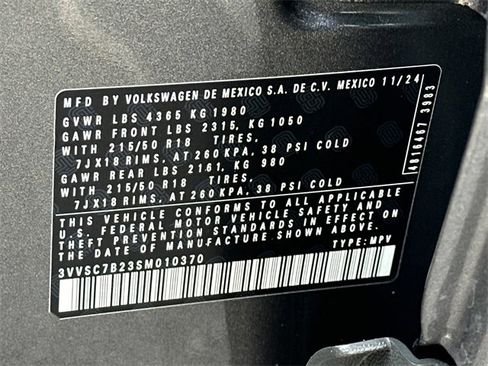 MFD BY VOLKSWAGEN DE MEXICO S.A. DE C.V. MEXICO 11/24
GVWR LBS 4365 KG 1980
GAWR FRONT LBS 2315, KG 1050
WITH 215/50 R18 TIRES,
7JX18 RIMS, AT 260 KPA, 38 PSI COLD
GAWR REAR LBS 2161, KG 980
WITH 215/50 R18 TIRES,
7JX18 RIMS, AT 260 KPA, 38 PSI COLD
THIS VEHICLE CONFORMS TO ALL APPLICABLE
U.S. FEDERAL MOTOR VEHICLE SAFETY AND
THEFT PREVENTION STANDARDS IN EFFECT ON
THE DATE OF MANUFACTURE SHOWN ABOVE.
3VVSC7B23SM010370 TYPE: MPV